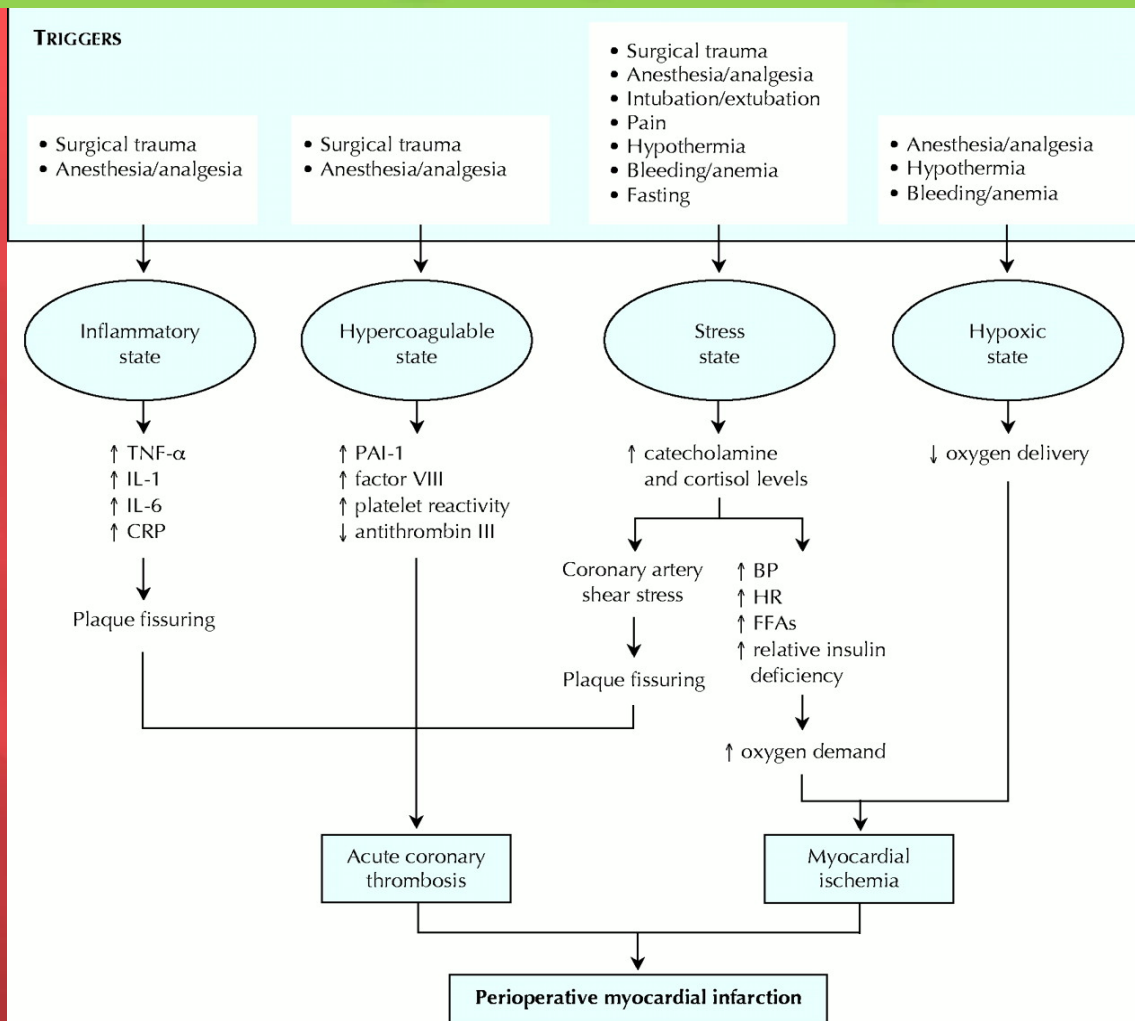 TRIGGERS
• Surgical trauma
• Anesthesia/analgesia
• Surgical trauma
• Anesthesia/analgesia
• Surgical trauma
• Anesthesia/analgesia
• Intubation/extubation
• Pain
• Hypothermia
• Bleeding/anemia
• Fasting
• Anesthesia/analgesia
• Hypothermia
• Bleeding/anemia
Inflammatory
state
Hypercoagulable
state
Stress
state
Hypoxic
state
↑ TNF-α
↑ IL-1
↑ IL-6
↑ CRP
↑ PAI-1
↑ factor VIII
↑ platelet reactivity
↓ antithrombin III
↑ catecholamine
and cortisol levels
↓ oxygen delivery
Plaque fissuring
Coronary artery
shear stress
Plaque fissuring
↑ BP
↑ HR
↑ FFAs
↑ relative insulin
deficiency
↑ oxygen demand
Acute coronary
thrombosis
Myocardial
ischemia
Perioperative myocardial infarction